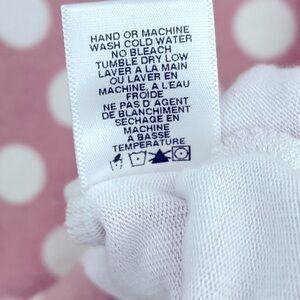 HAND OR MACHINE
WASH COLD WATER
NO BLEACH
TUMBLE DRY LOW
LAVER A LA MAIN
OU LAVER EN
MACHINE, A L'EAU
FROIDE
NE PAS D'AGENT
DE BLANCHIMENT
SECHAGE EN
MACHINE
A BASSE
TEMPERATURE